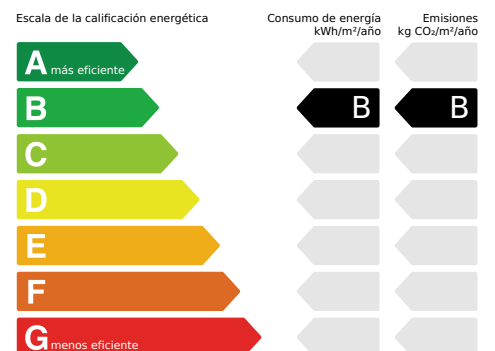 Escala de la calificación energética
Consumo de energía
kWh/m²/año
Emisiones
kg CO₂/m²/año
A más eficiente
B B B
C
D
E
F
G menos eficiente